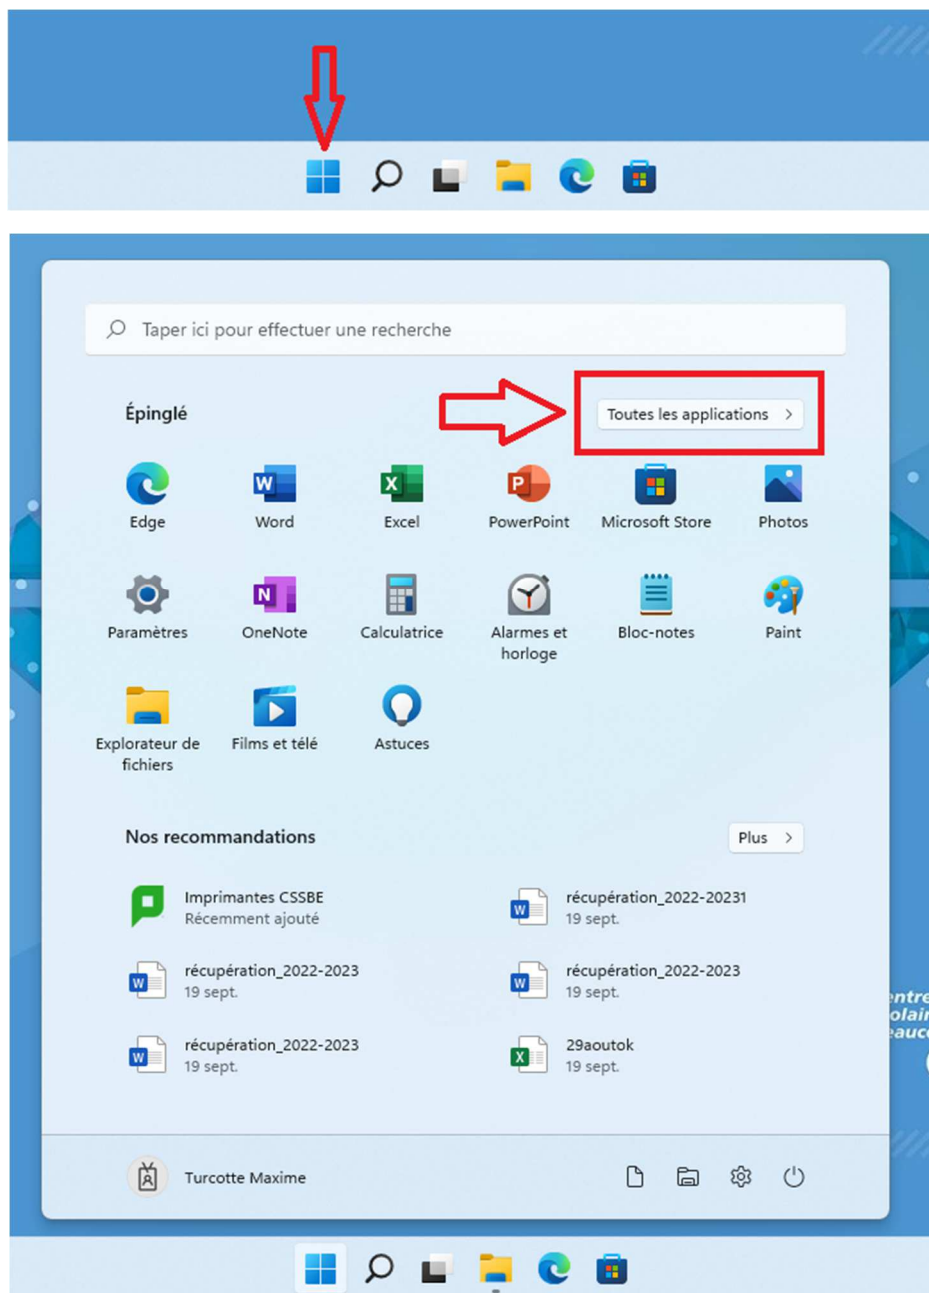 Taper ici pour effectuer une recherche
Épinglé
Toutes les applications
Edge
Word
Excel
PowerPoint
Microsoft Store
Photos
Paramètres
OneNote
Calculatrice
Alarmes et
horloge
Bloc-notes
Paint
Explorateur de
fichiers
Films et télé
Astuces
Nos recommandations
Plus
Imprimantes CSSBE
Récemment ajouté
récupération_2022-20231
19 sept.
récupération_2022-2023
19 sept.
récupération_2022-2023
19 sept.
récupération_2022-2023
19 sept.
29aoutok
19 sept.
Turcotte Maxime